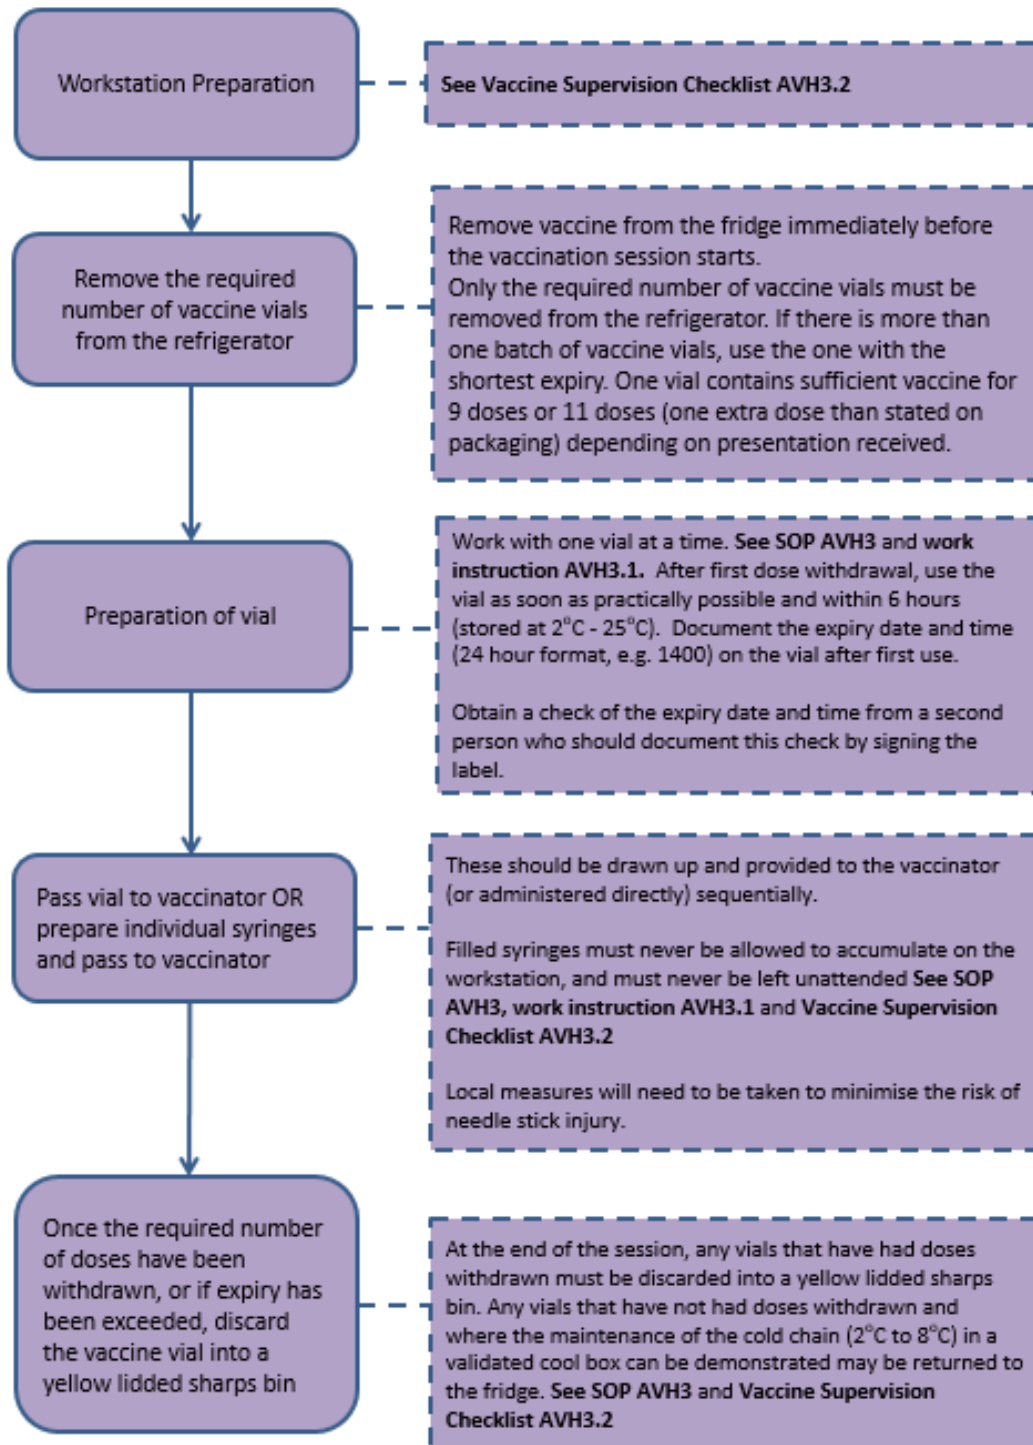 Workstation Preparation
See Vaccine Supervision Checklist AVH3.2
Remove the required
number of vaccine vials
from the refrigerator
Remove vaccine from the fridge immediately before
the vaccination session starts.
Only the required number of vaccine vials must be
removed from the refrigerator. If there is more than
one batch of vaccine vials, use the one with the
shortest expiry. One vial contains sufficient vaccine for
9 doses or 11 doses (one extra dose than stated on
packaging) depending on presentation received.
Preparation of vial
Work with one vial at a time. See SOP AVH3 and work
instruction AVH3.1.  After first dose withdrawal, use the
vial as soon as practically possible and within 6 hours
(stored at 2°C - 25°C).  Document the expiry date and time
(24 hour format, e.g. 1400) on the vial after first use.
Obtain a check of the expiry date and time from a second
person who should document this check by signing the
label.
Pass vial to vaccinator OR
prepare individual syringes
and pass to vaccinator
These should be drawn up and provided to the vaccinator
(or administered directly) sequentially.
Filled syringes must never be allowed to accumulate on the
workstation, and must never be left unattended See SOP
AVH3, work instruction AVH3.1 and Vaccine Supervision
Checklist AVH3.2
Local measures will need to be taken to minimise the risk of
needle stick injury.
Once the required number
of doses have been
withdrawn, or if expiry has
been exceeded, discard
the vaccine vial into a
yellow lidded sharps bin
At the end of the session, any vials that have had doses
withdrawn must be discarded into a yellow lidded sharps
bin. Any vials that have not had doses withdrawn and
where the maintenance of the cold chain (2°C to 8°C) in a
validated cool box can be demonstrated may be returned to
the fridge. See SOP AVH3 and Vaccine Supervision
Checklist AVH3.2